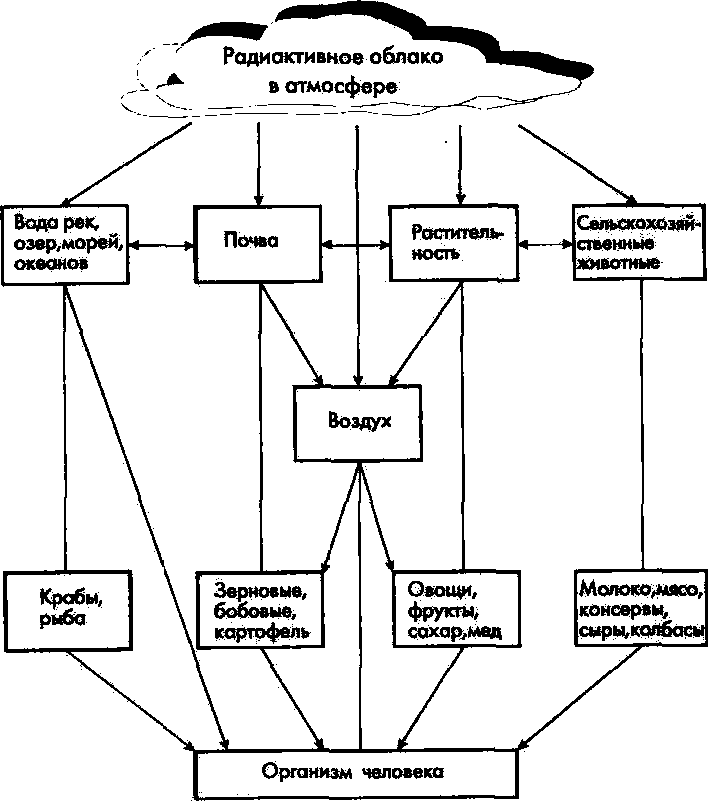 Радиактивное облако
в атмосфере
Вода рек,
озер,морей,
океанов
Почва
Раститель-
ность
Сельскохозяй-
ственные
животные
Воздух
Крабы,
рыба
Зерновые,
бобовые,
картофель
Овощи,
фрукты,
сахар,мед
Молоко,мясо,
консервы,
сыры,колбасы
Организм человека